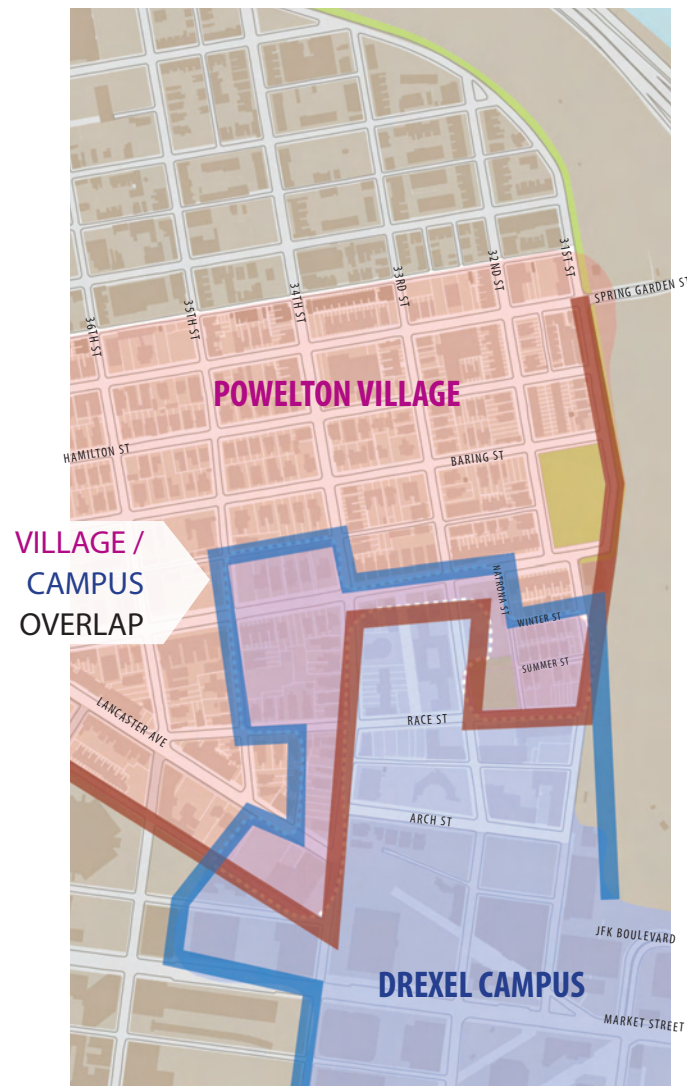 31ST ST
32ND ST
33RD ST
34TH ST
35TH ST
36TH ST
SPRING GARDEN ST
POWELTON VILLAGE
HAMILTON ST
BARING ST
VILLAGE /
CAMPUS
OVERLAP
NATRONA ST
WINTER ST
SUMMER ST
LANCASTER AVE
RACE ST
ARCH ST
JFK BOULEVARD
DREXEL CAMPUS
MARKET STREET